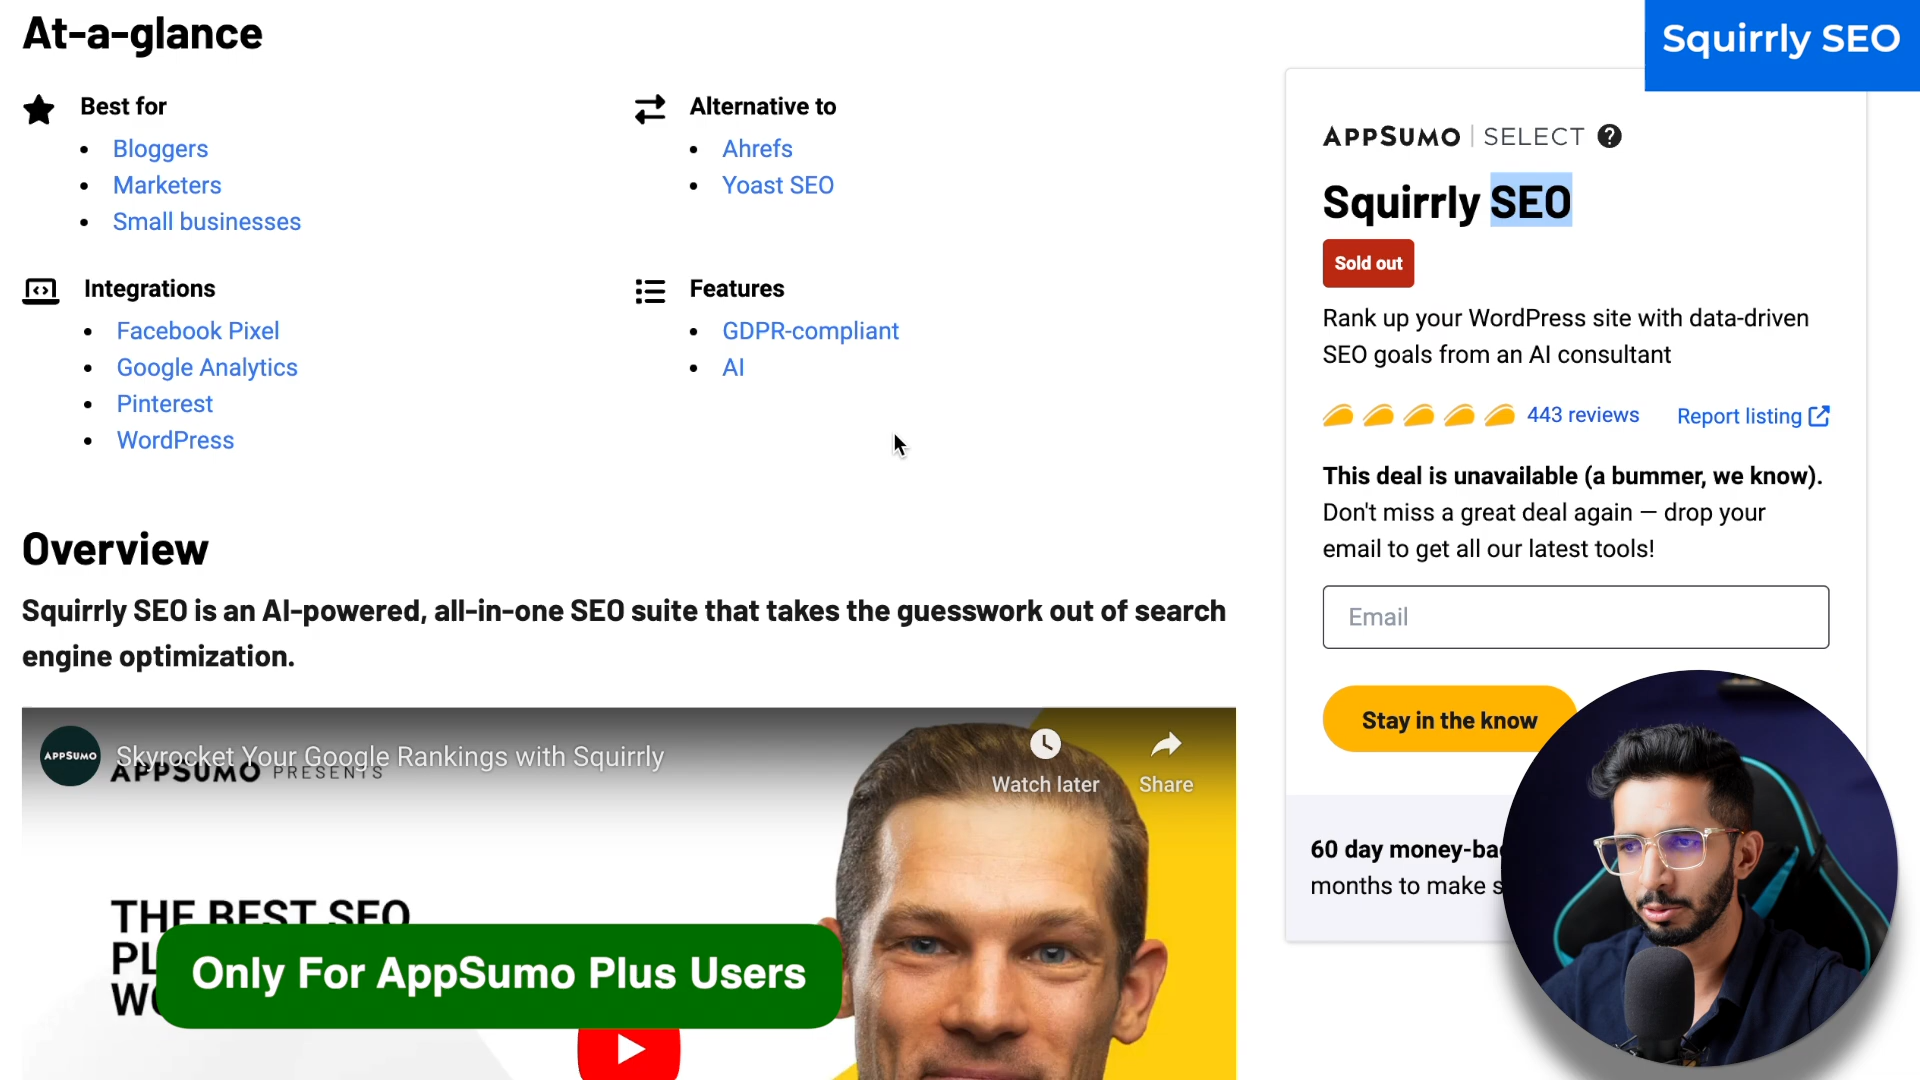 At-a-glance
Squirrly SEO
Best for
Bloggers
Marketers
Small businesses
Alternative to
Ahrefs
Yoast SEO
Integrations
Facebook Pixel
Google Analytics
Pinterest
WordPress
Features
GDPR-compliant
AI
Overview
Squirrly SEO is an AI-powered, all-in-one SEO suite that takes the guesswork out of search
engine optimization.
APPSUMO
Skyrocket Your Google Rankings with Squirrly
APPSUMO PRESENTS
Watch later
Share
THE BEST SEO
PL
WO
Only For AppSumo Plus Users
APPSUMO | SELECT ?
Squirrly SEO
Sold out
Rank up your WordPress site with data-driven
SEO goals from an AI consultant
443 reviews
Report listing
This deal is unavailable (a bummer, we know).
Don't miss a great deal again — drop your
email to get all our latest tools!
Email
Stay in the know
60 day money-ba
months to make s